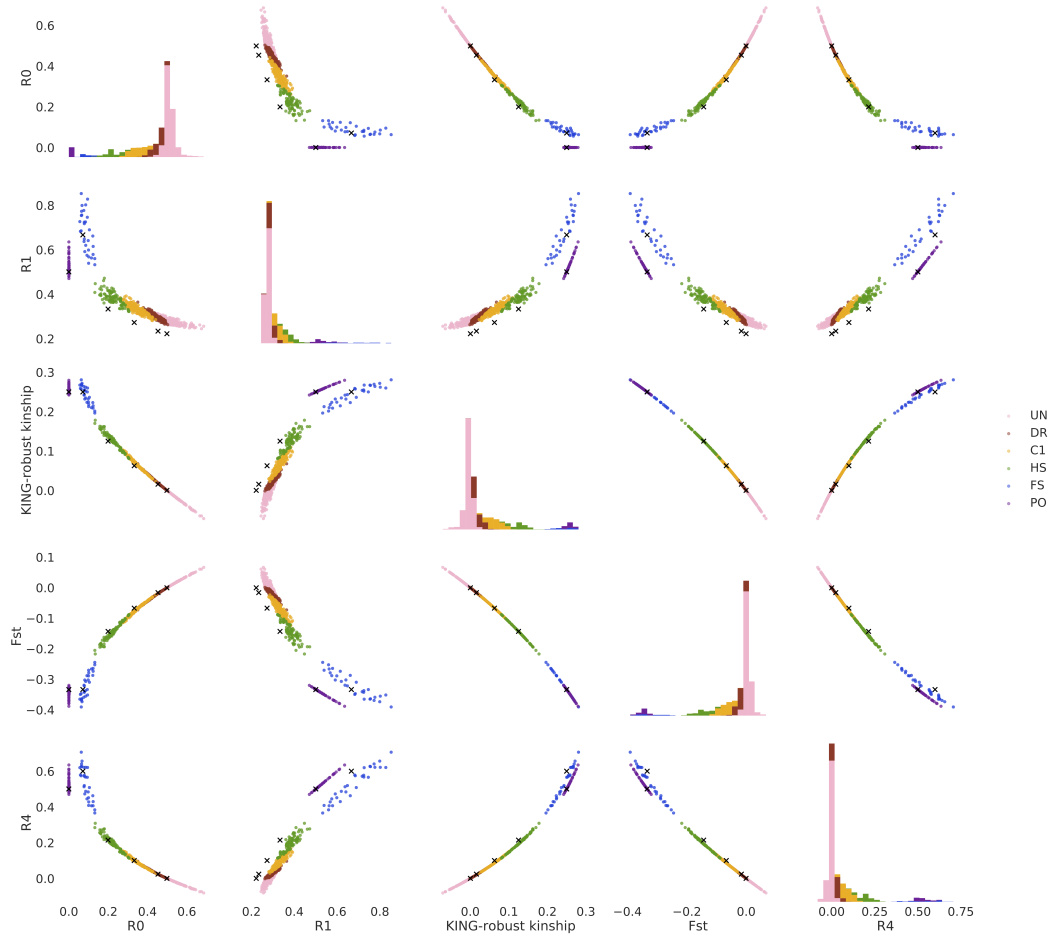 0.6
0.4
0.2
0.0
R0
0.8
0.6
0.4
0.2
R1
0.3
0.2
0.1
0.0
KING-robust kinship
UN
DR
C1
HS
FS
PO
0.1
0.0
−0.1
−0.2
−0.3
−0.4
Fst
0.6
0.4
0.2
0.0
R4
0.0 0.2 0.4 0.6 0.2 0.4 0.6 0.8 0.0 0.1 0.2 0.3 −0.4 −0.2 0.0 0.00 0.25 0.50 0.75
R0 R1 KING-robust kinship Fst R4